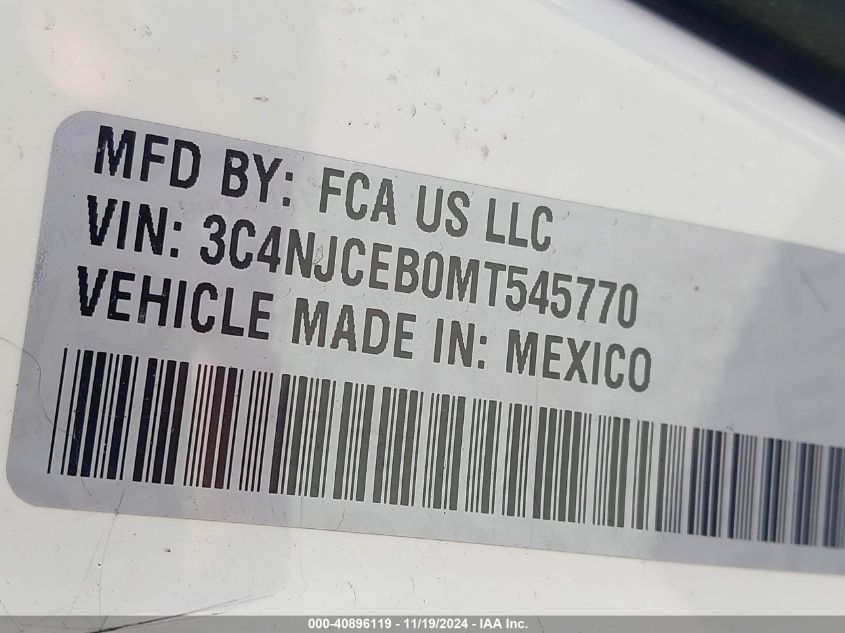 MFD BY: FCA US LLC
VIN: 3C4NJCEB0MT545770
VEHICLE MADE IN: MEXICO
000-40896119 - 11/19/2024 - IAA Inc.